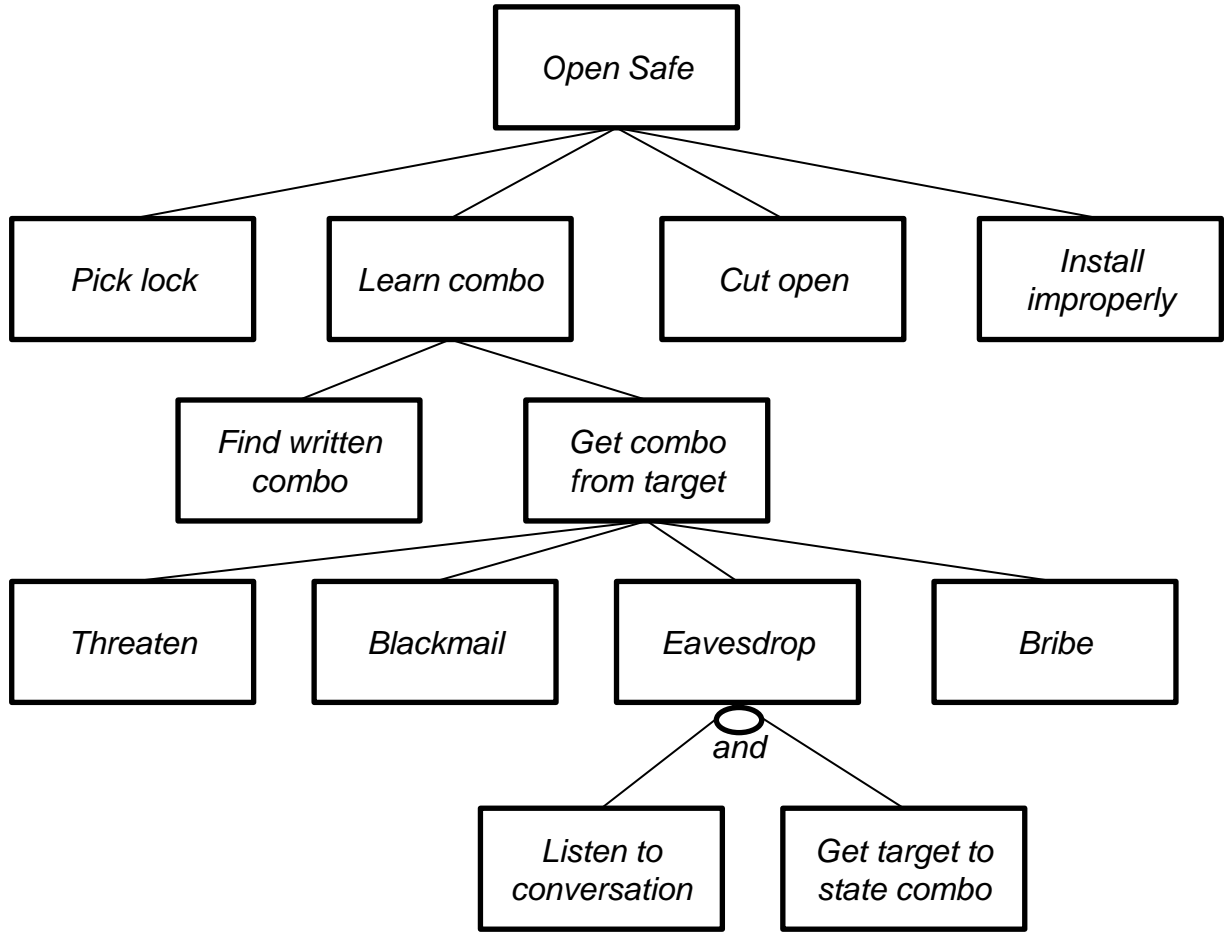 Open Safe
Pick lock
Learn combo
Cut open
Install
improperly
Find written
combo
Get combo
from target
Threaten
Blackmail
Eavesdrop
Bribe
and
Listen to
conversation
Get target to
state combo